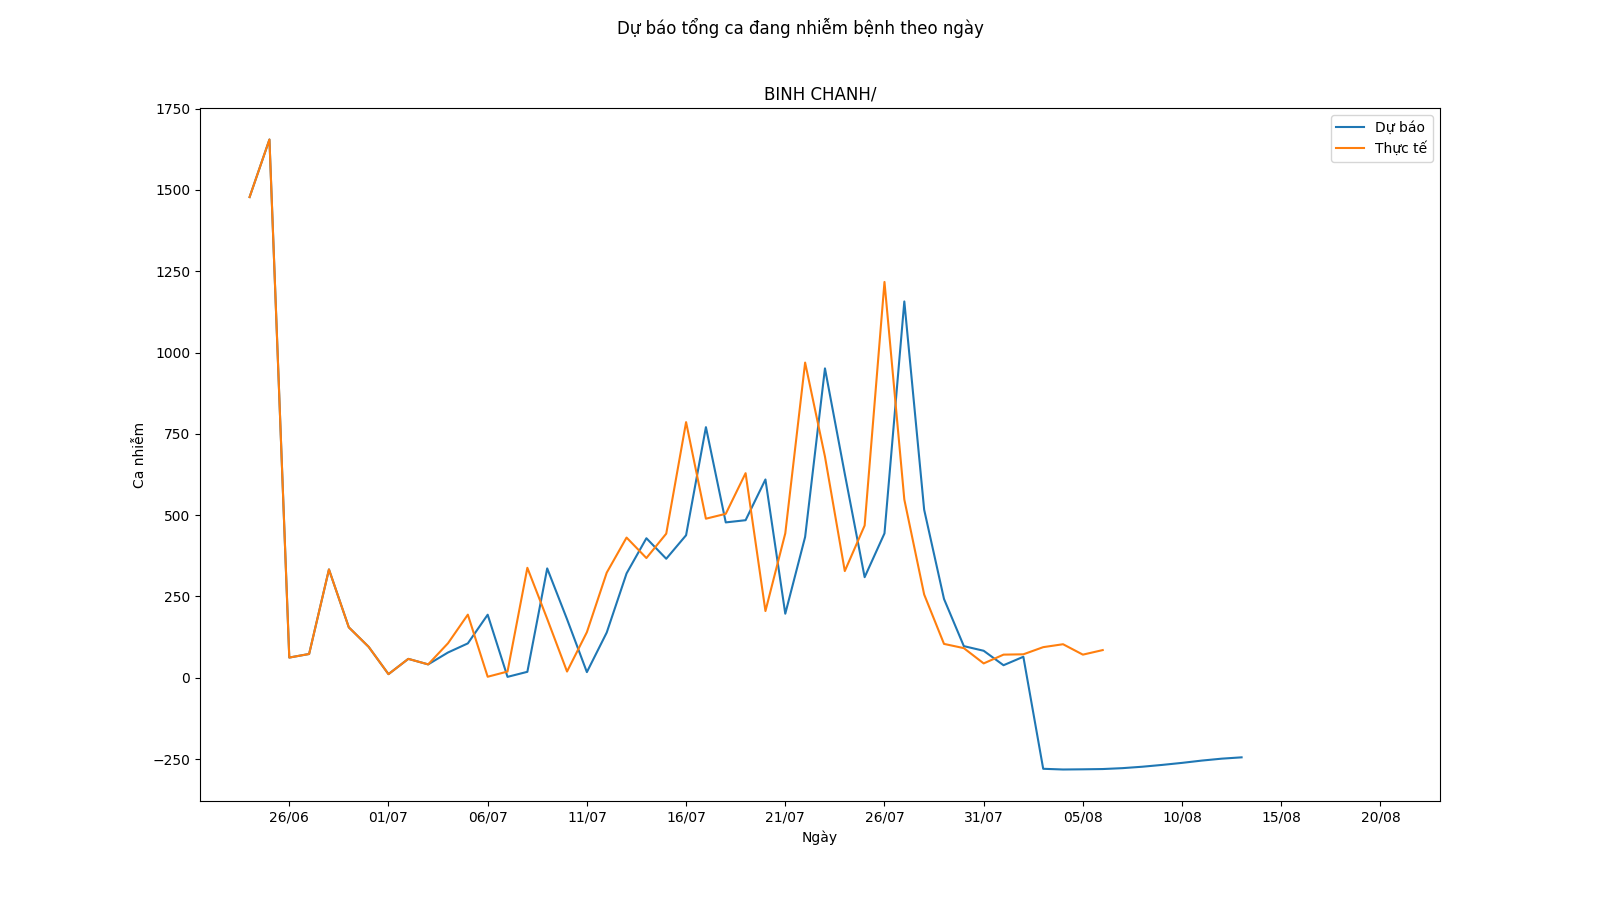 Dự báo tổng ca đang nhiễm bệnh theo ngày
BINH CHANH/
Dự báo
Thực tế
Ca nhiễm
1750
1500
1250
1000
750
500
250
0
−250
26/06 01/07 06/07 11/07 16/07 21/07 26/07 31/07 05/08 10/08 15/08 20/08
Ngày